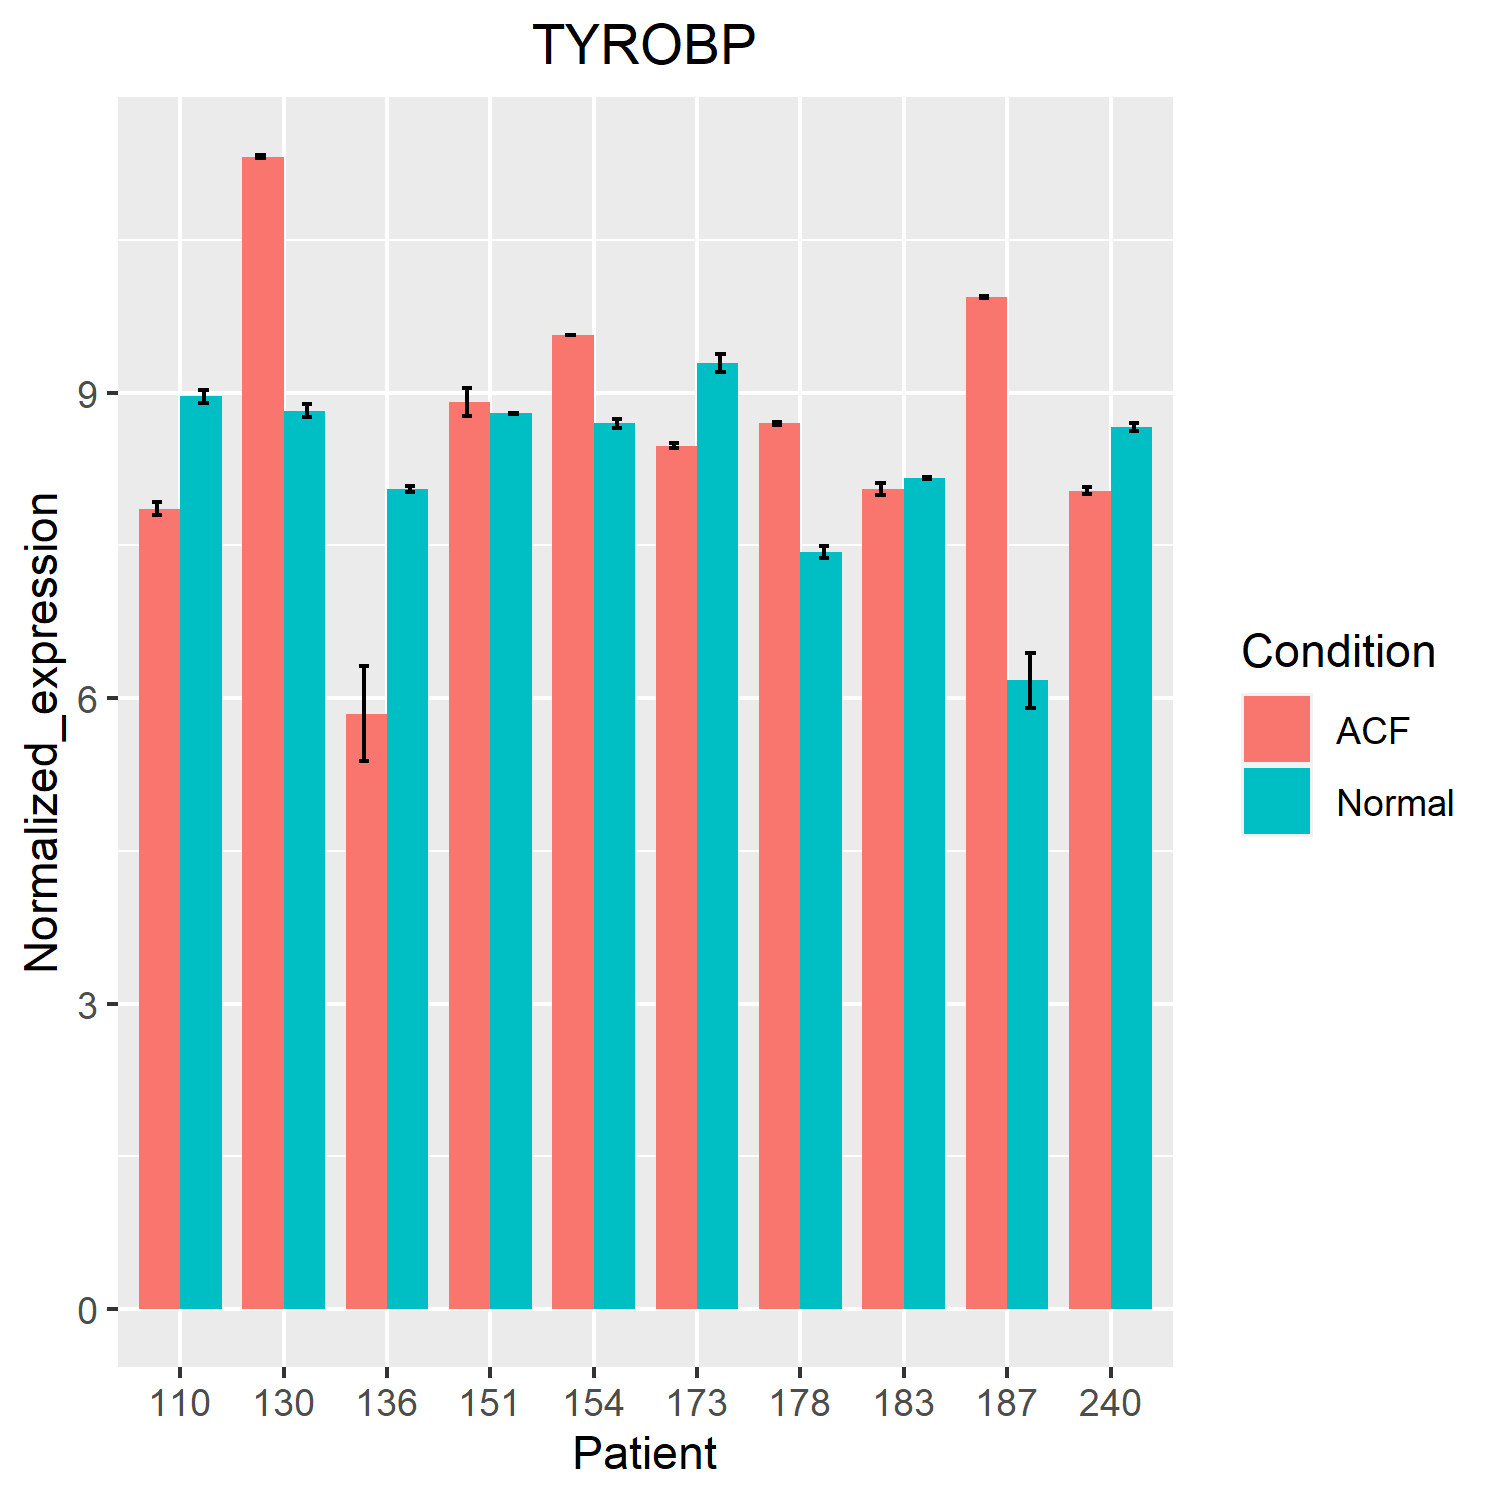 TYROBP
Normalized_expression
9
6
3
0
110 130 136 151 154 173 178 183 187 240
Patient
Condition
ACF
Normal